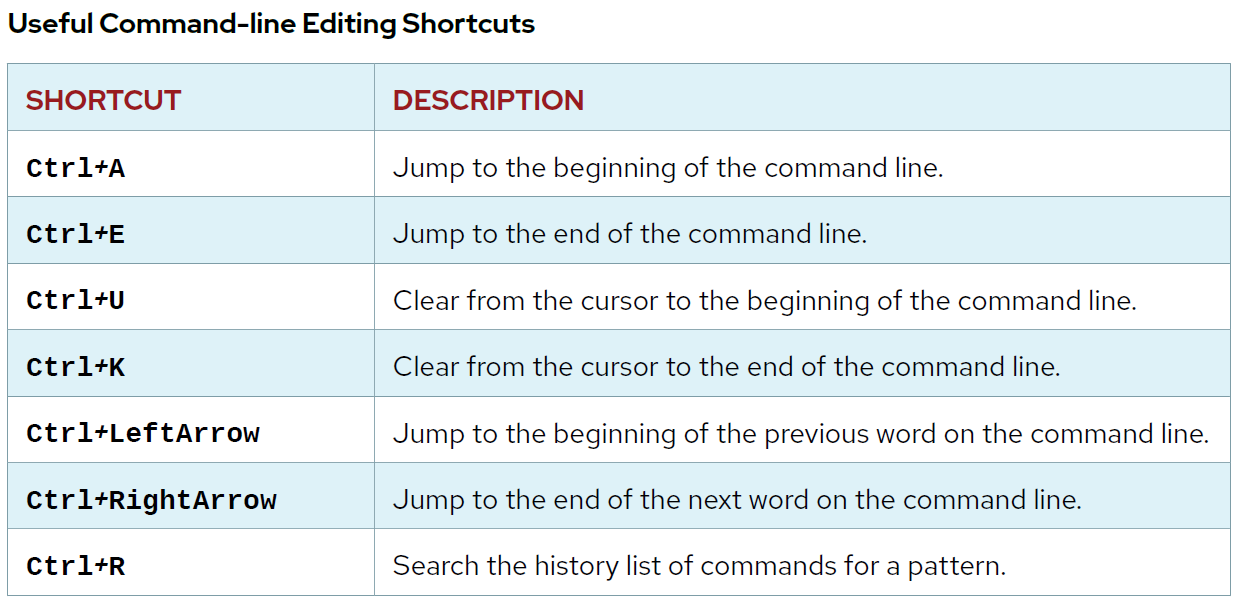 Useful Command-line Editing Shortcuts
SHORTCUT DESCRIPTION
Ctrl+A Jump to the beginning of the command line.
Ctrl+E Jump to the end of the command line.
Ctrl+U Clear from the cursor to the beginning of the command line.
Ctrl+K Clear from the cursor to the end of the command line.
Ctrl+LeftArrow Jump to the beginning of the previous word on the command line.
Ctrl+RightArrow Jump to the end of the next word on the command line.
Ctrl+R Search the history list of commands for a pattern.